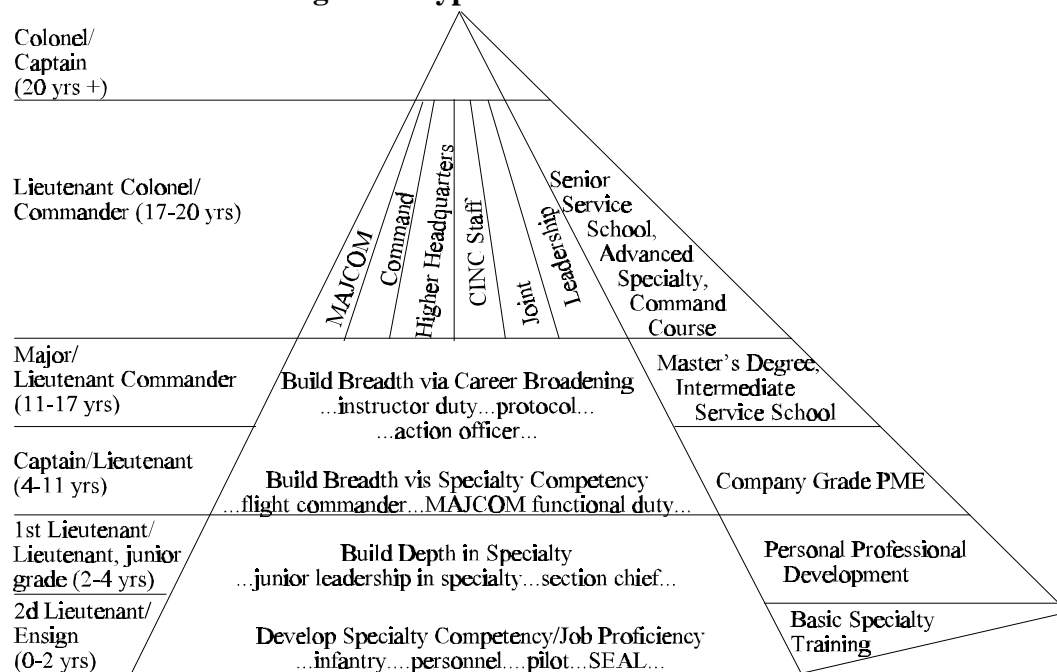 Colonel/
Captain
(20 yrs +)
Lieutenant Colonel/
Commander (17-20 yrs)
MAJCOM
Command
Higher Headquarters
CINC Staff
Joint
Leadership
Senior
Service
School,
Advanced
Specialty,
Command
Course
Major/
Lieutenant Commander
(11-17 yrs)
Build Breadth via Career Broadening
...instructor duty...protocol...
...action officer...
Master's Degree,
Intermediate
Service School
Captain/Lieutenant
(4-11 yrs)
Build Breadth vis Specialty Competency
...flight commander...MAJCOM functional duty...
Company Grade PME
1st Lieutenant/
Lieutenant, junior
grade (2-4 yrs)
Build Depth in Specialty
...junior leadership in specialty...section chief...
Personal Professional
Development
2d Lieutenant/
Ensign
(0-2 yrs)
Develop Specialty Competency/Job Proficiency
...infantry....personnel....pilot...SEAL...
Basic Specialty
Training